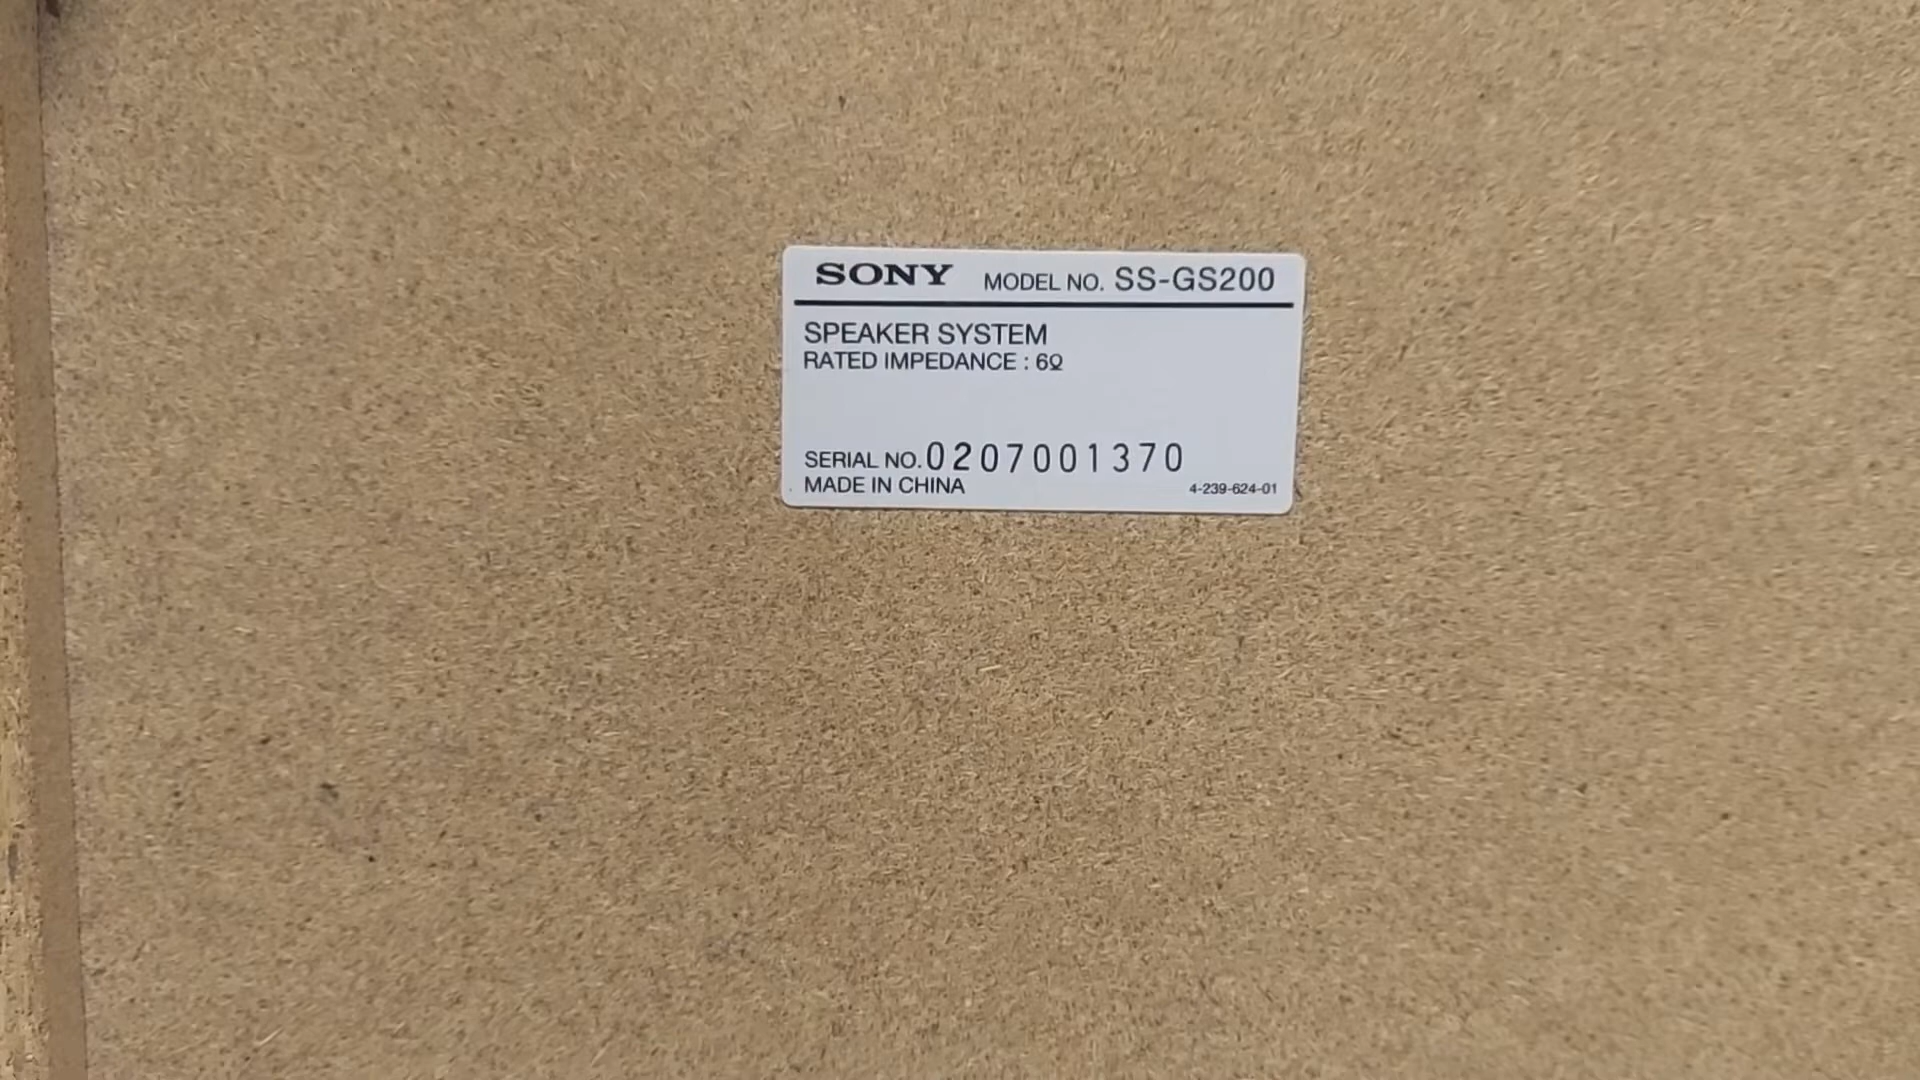 SONY MODEL NO. SS-GS200
SPEAKER SYSTEM
RATED IMPEDANCE : 6Ω
SERIAL NO. 0207001370
MADE IN CHINA 4-239-624-01